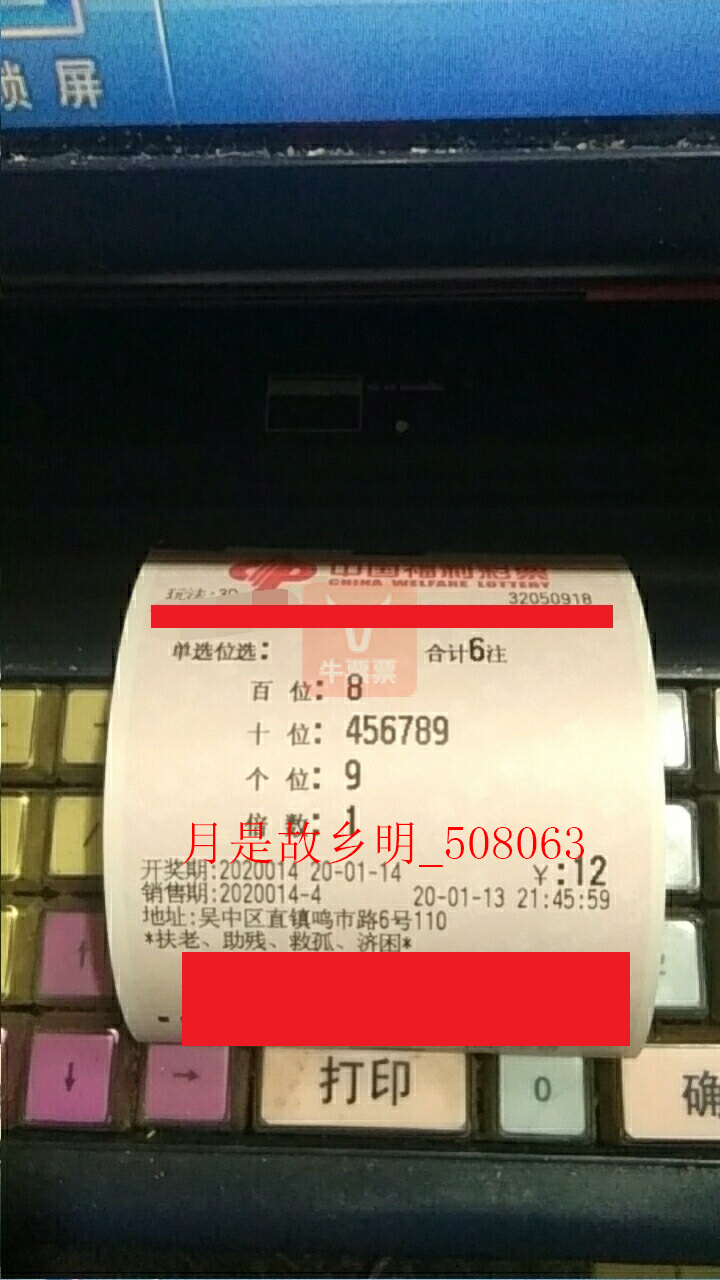 锁屏
中国福利彩票
CHINA WELFARE LOTTERY
玩法:3D
32050918
牛票票
单选位选: 合计6注
百 位: 8
十 位: 456789
个 位: 9
倍 数: 1
月是故乡明_508063
开奖期:2020014 20-01-14 ¥:12
销售期:2020014-4 20-01-13 21:45:59
地址:吴中区直镇鸣市路6号110
*扶老、助残、救孤、济困*
↑
↓ → 打印 0 确